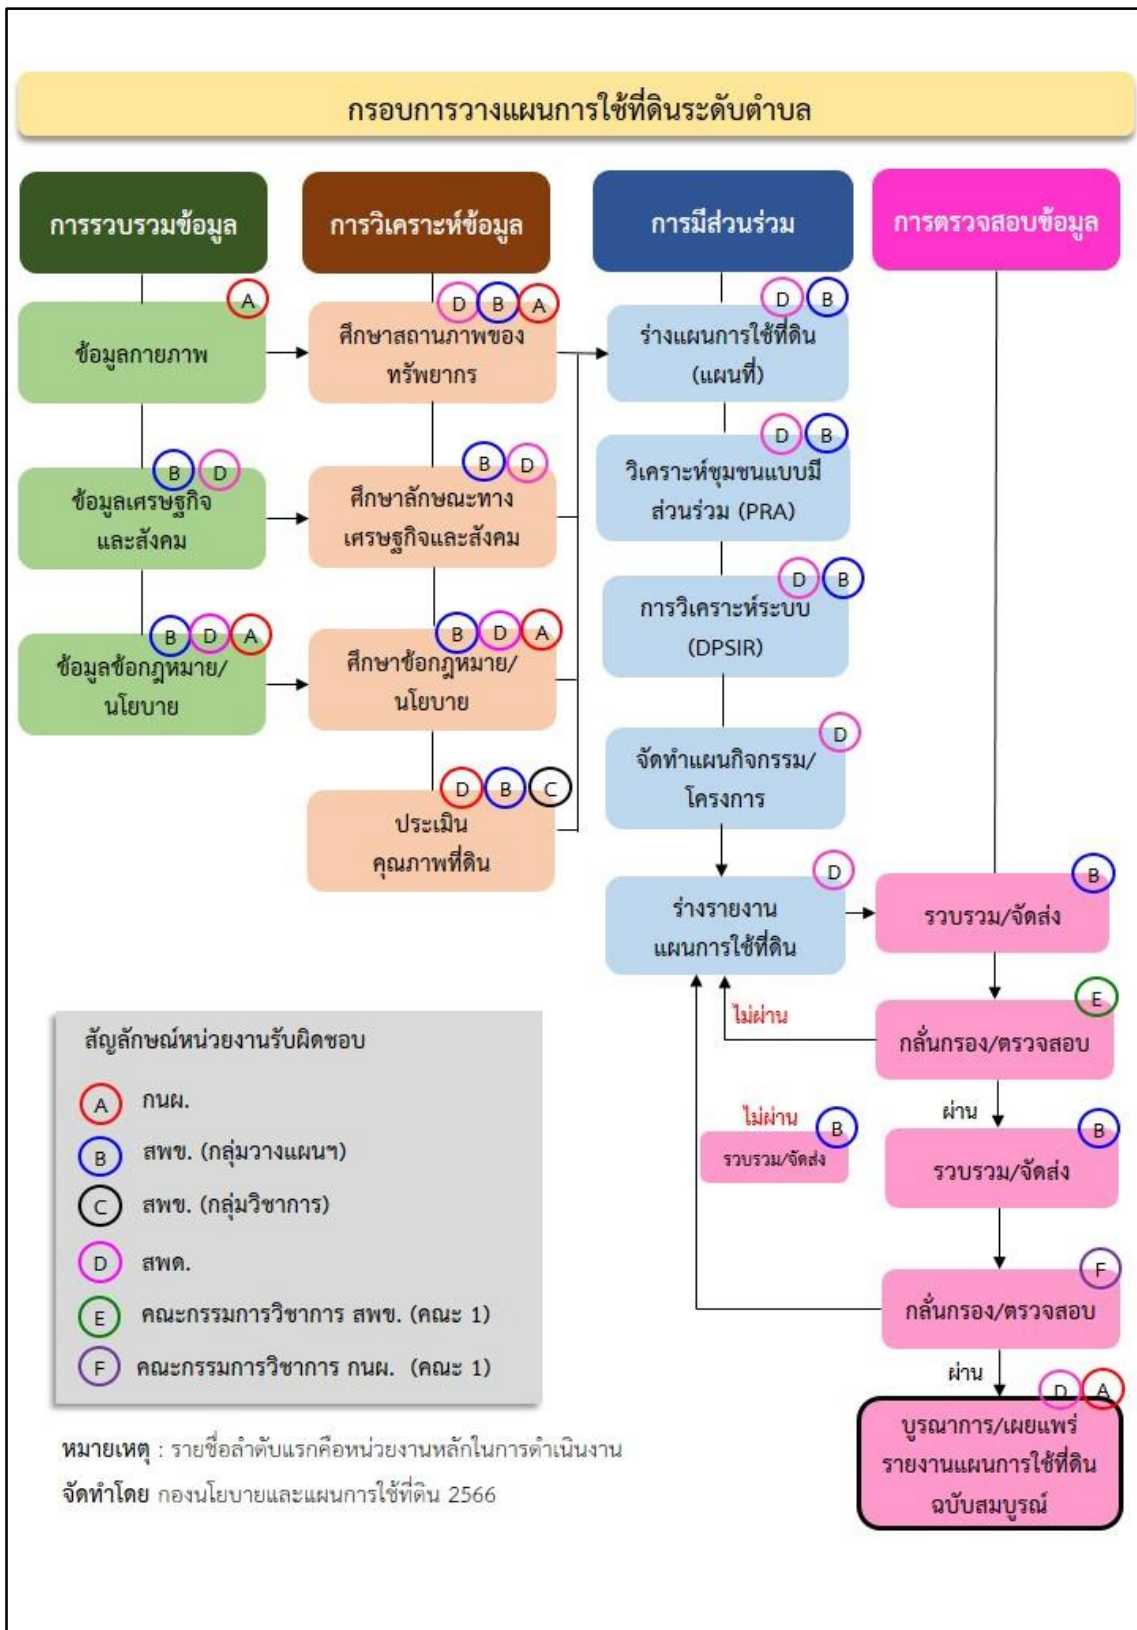 กรอบการวางแผนการใช้ที่ดินระดับตำบล
การรวบรวมข้อมูล
A
ข้อมูลกายภาพ
B D
ข้อมูลเศรษฐกิจ
และสังคม
B D A
ข้อมูลข้อกฎหมาย/
นโยบาย
การวิเคราะห์ข้อมูล
D B A
ศึกษาสถานภาพของ
ทรัพยากร
B D
ศึกษาลักษณะทาง
เศรษฐกิจและสังคม
B D A
ศึกษาข้อกฎหมาย/
นโยบาย
D B C
ประเมิน
คุณภาพที่ดิน
การมีส่วนร่วม
D B
ร่างแผนการใช้ที่ดิน
(แผนที่)
D B
วิเคราะห์ชุมชนแบบมี
ส่วนร่วม (PRA)
D B
การวิเคราะห์ระบบ
(DPSIR)
D
จัดทำแผนกิจกรรม/
โครงการ
D
ร่างรายงาน
แผนการใช้ที่ดิน
การตรวจสอบข้อมูล
B
รวบรวม/จัดส่ง
E
กลั่นกรอง/ตรวจสอบ
ไม่ผ่าน
ผ่าน
B
รวบรวม/จัดส่ง
ไม่ผ่าน
B
รวบรวม/จัดส่ง
F
กลั่นกรอง/ตรวจสอบ
ผ่าน
D A
บูรณาการ/เผยแพร่
รายงานแผนการใช้ที่ดิน
ฉบับสมบูรณ์
สัญลักษณ์หน่วยงานรับผิดชอบ
A กนผ.
B สพข. (กลุ่มวางแผนฯ)
C สพข. (กลุ่มวิชาการ)
D สพด.
E คณะกรรมการวิชาการ สพข. (คณะ 1)
F คณะกรรมการวิชาการ กนผ. (คณะ 1)
หมายเหตุ : รายชื่อลำดับแรกคือหน่วยงานหลักในการดำเนินงาน
จัดทำโดย กองนโยบายและแผนการใช้ที่ดิน 2566